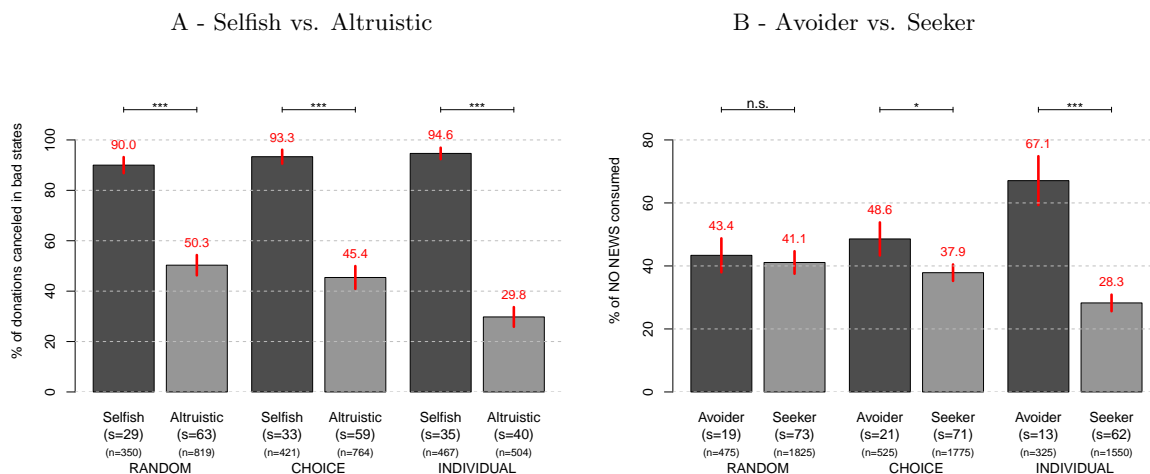 A - Selfish vs. Altruistic
% of donations canceled in bad states
0
20
40
60
80
100
***
***
***
90.0
50.3
93.3
45.4
94.6
29.8
Selfish Altruistic Selfish Altruistic Selfish Altruistic
(s=29) (s=63) (s=33) (s=59) (s=35) (s=40)
(n=350) (n=819) (n=421) (n=764) (n=467) (n=504)
RANDOM CHOICE INDIVIDUAL
B - Avoider vs. Seeker
% of NO NEWS consumed
0
20
40
60
80
n.s.
*
***
43.4
41.1
48.6
37.9
67.1
28.3
Avoider Seeker Avoider Seeker Avoider Seeker
(s=19) (s=73) (s=21) (s=71) (s=13) (s=62)
(n=475) (n=1825) (n=525) (n=1775) (n=325) (n=1550)
RANDOM CHOICE INDIVIDUAL